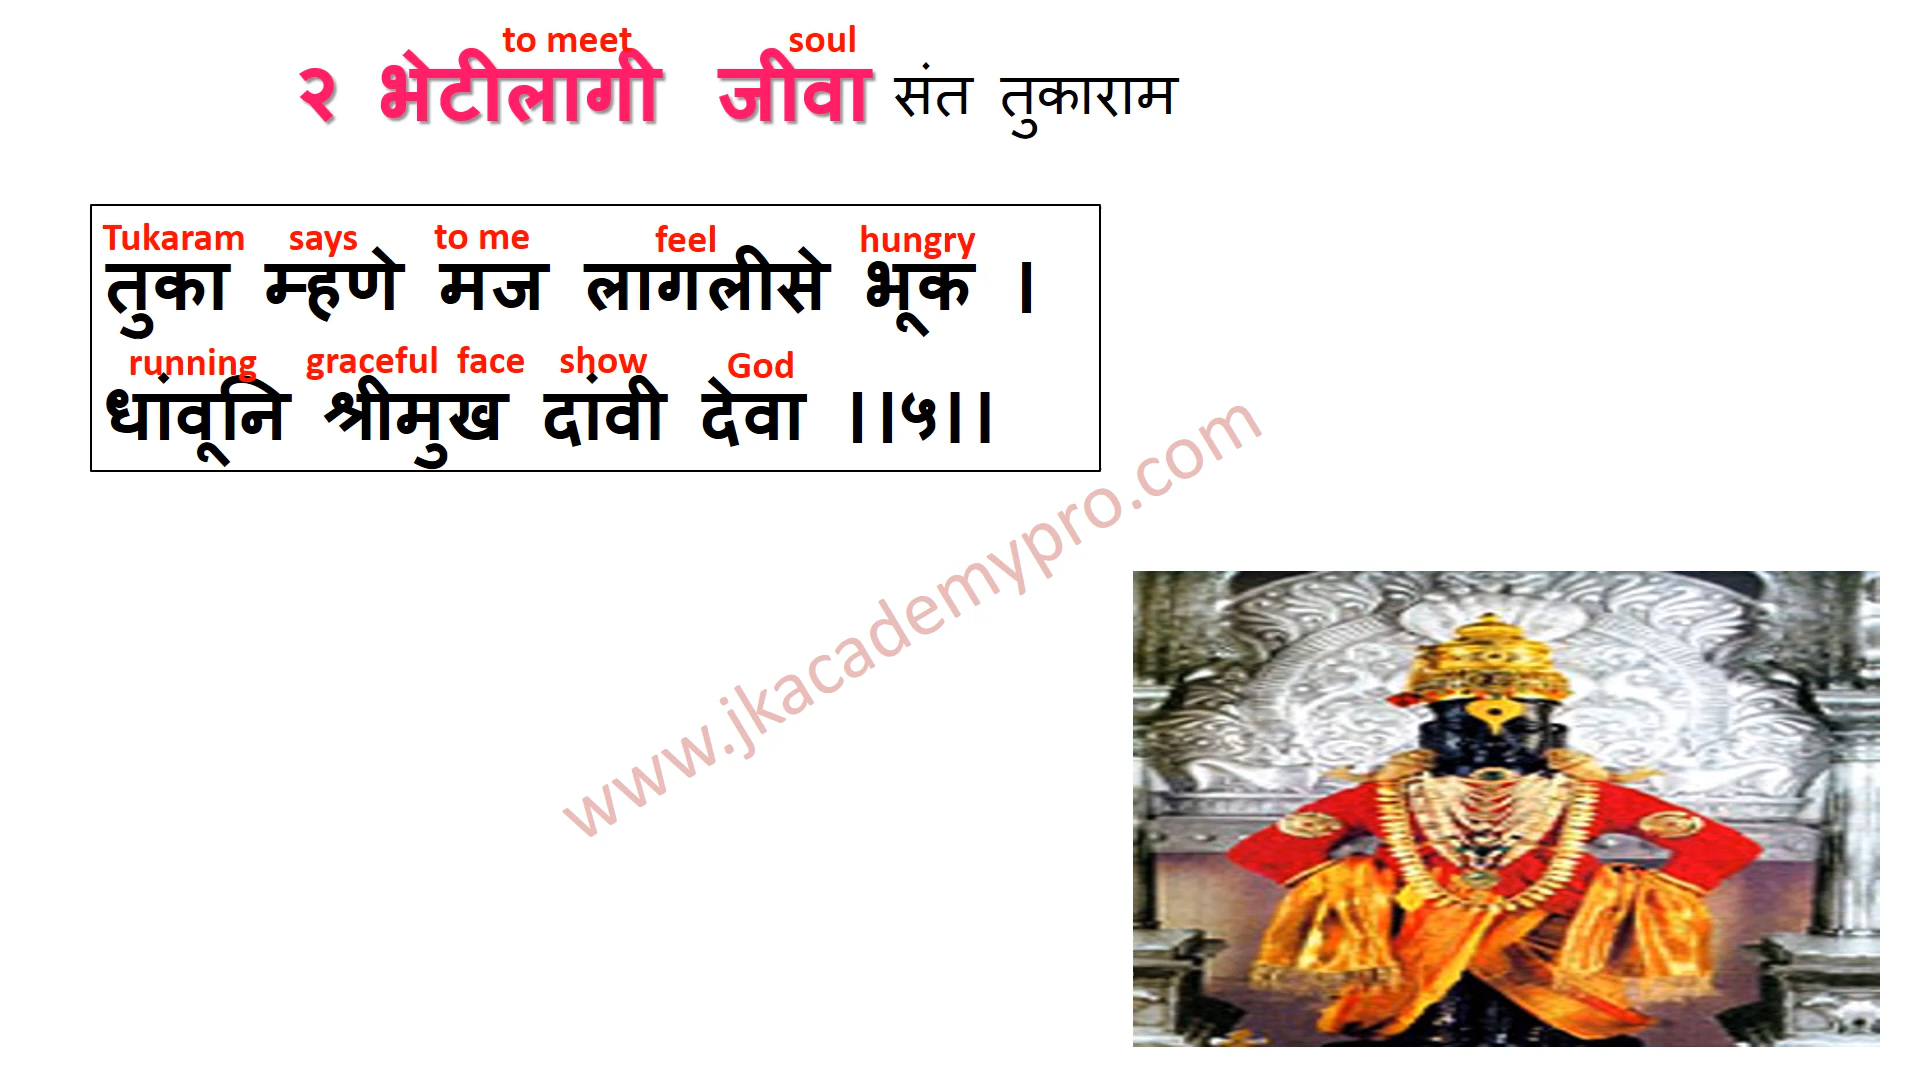 to meet soul
२ भेटीलागी जीवा संत तुकाराम
Tukaram says to me feel hungry
तुका म्हणे मज लागलीसे भूक ।
running graceful face show God
धांवूनि श्रीमुख दांवी देवा ।।५।।
www.jkacademypro.com